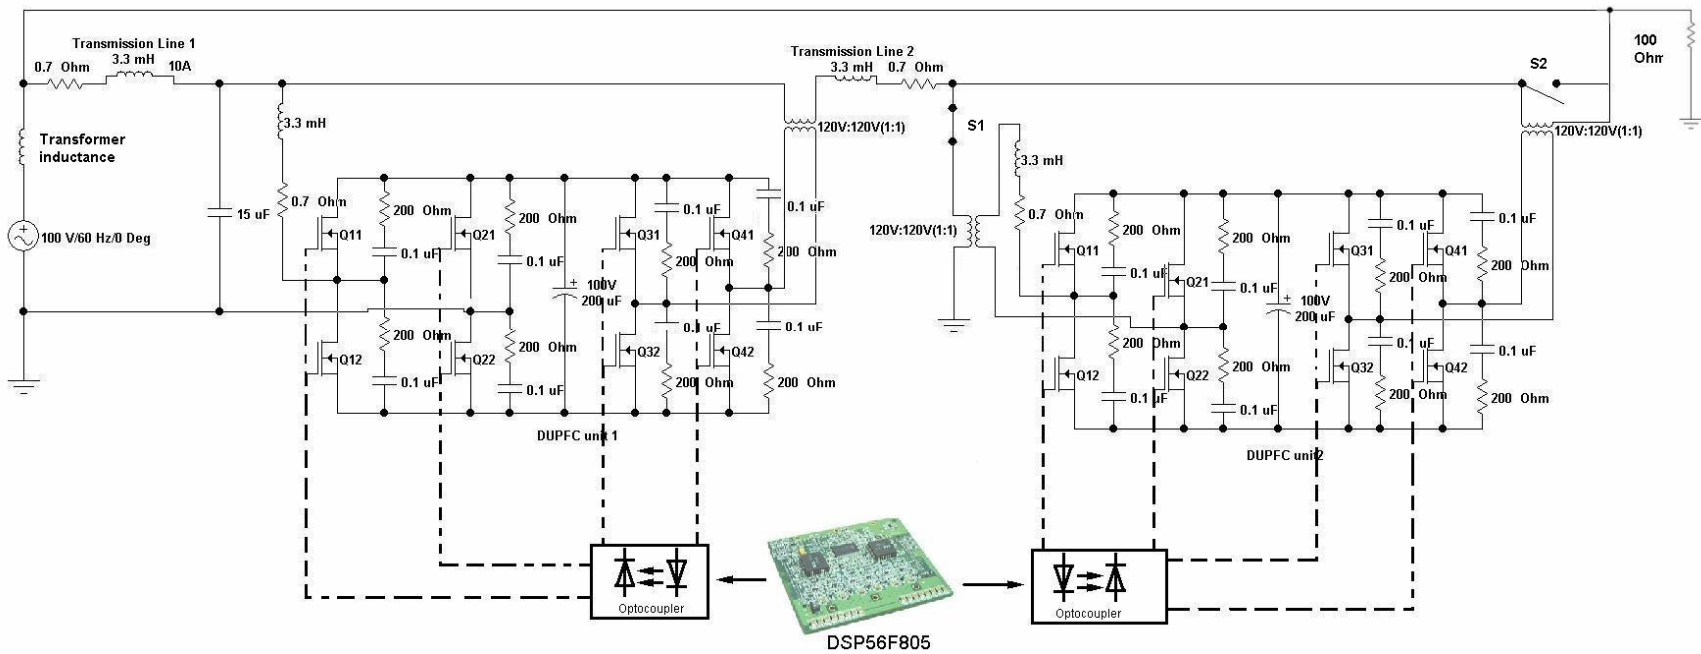 Transmission Line 1
3.3 mH
10A
0.7 Ohm
Transformer
inductance
100 V/60 Hz/0 Deg
15 uF
3.3 mH
0.7 Ohm
Q11
200 Ohm
0.1 uF
Q21
200 Ohm
0.1 uF
Q31
0.1 uF
200 Ohm
Q41
0.1 uF
200 Ohm
100V
200 uF
Q12
200 Ohm
0.1 uF
Q22
200 Ohm
0.1 uF
Q32
0.1 uF
200 Ohm
Q42
0.1 uF
200 Ohm
DUPFC unit 1
120V:120V(1:1)
Transmission Line 2
3.3 mH
0.7 Ohm
S1
120V:120V(1:1)
3.3 mH
0.7 Ohm
S2
120V:120V(1:1)
100
Ohm
Q11
200 Ohm
0.1 uF
Q21
200 Ohm
0.1 uF
Q31
0.1 uF
200 Ohm
Q41
0.1 uF
200 Ohm
100V
200 uF
Q12
200 Ohm
0.1 uF
Q22
200 Ohm
0.1 uF
Q32
0.1 uF
200 Ohm
Q42
0.1 uF
200 Ohm
DUPFC unit2
Optocoupler
Optocoupler
DSP56F805